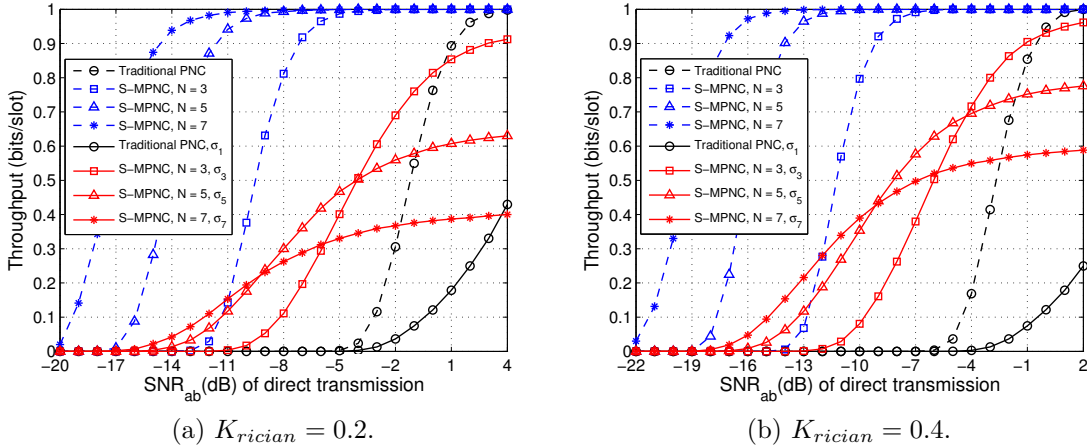 1
0.9
0.8
0.7
0.6
0.5
0.4
0.3
0.2
0.1
0
Throughput (bits/slot)
Traditional PNC
S−MPNC, N = 3
S−MPNC, N = 5
S−MPNC, N = 7
Traditional PNC, σ1
S−MPNC, N = 3, σ3
S−MPNC, N = 5, σ5
S−MPNC, N = 7, σ7
−20 −17 −14 −11 −8 −5 −2 1 4
SNRab(dB) of direct transmission
(a) Krician = 0.2.
1
0.9
0.8
0.7
0.6
0.5
0.4
0.3
0.2
0.1
0
Throughput (bits/slot)
Traditional PNC
S−MPNC, N = 3
S−MPNC, N = 5
S−MPNC, N = 7
Traditional PNC, σ1
S−MPNC, N = 3, σ3
S−MPNC, N = 5, σ5
S−MPNC, N = 7, σ7
−22 −19 −16 −13 −10 −7 −4 −1 2
SNRab(dB) of direct transmission
(b) Krician = 0.4.